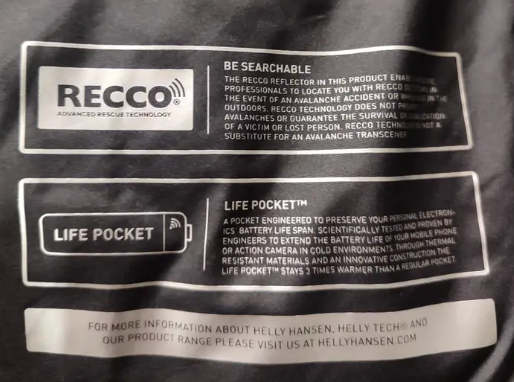 RECCO®
ADVANCED RESCUE TECHNOLOGY
BE SEARCHABLE
THE RECCO REFLECTOR IN THIS PRODUCT
PROFESSIONALS TO LOCATE YOU WITH RECCO
THE EVENT OF AN AVALANCHE ACCIDENT OR IN THE
OUTDOORS. RECCO TECHNOLOGY DOES NOT
AVALANCHES OR GUARANTEE THE SURVIVAL OR LOCALIZATION
OF A VICTIM OR LOST PERSON. RECCO IS NOT A
SUBSTITUTE FOR AN AVALANCHE
LIFE POCKET
LIFE POCKET™
A POCKET ENGINEERED TO PRESERVE YOUR PERSONAL ELECTRON-
ICS' BATTERY LIFE SPAN. SCIENTIFICALLY TESTED AND PROVEN BY
ENGINEERS TO EXTEND THE BATTERY LIFE OF YOUR MOBILE PHONE
OR ACTION CAMERA IN COLD ENVIRONMENTS. THROUGH THERMAL
RESISTANT MATERIALS AND AN INNOVATIVE CONSTRUCTION, THE
LIFE POCKET™ STAYS 3 TIMES WARMER THAN A REGULAR POCKET
FOR MORE INFORMATION ABOUT HELLY HANSEN, HELLY TECH® AND
OUR PRODUCT RANGE PLEASE VISIT US AT HELLYHANSEN.COM